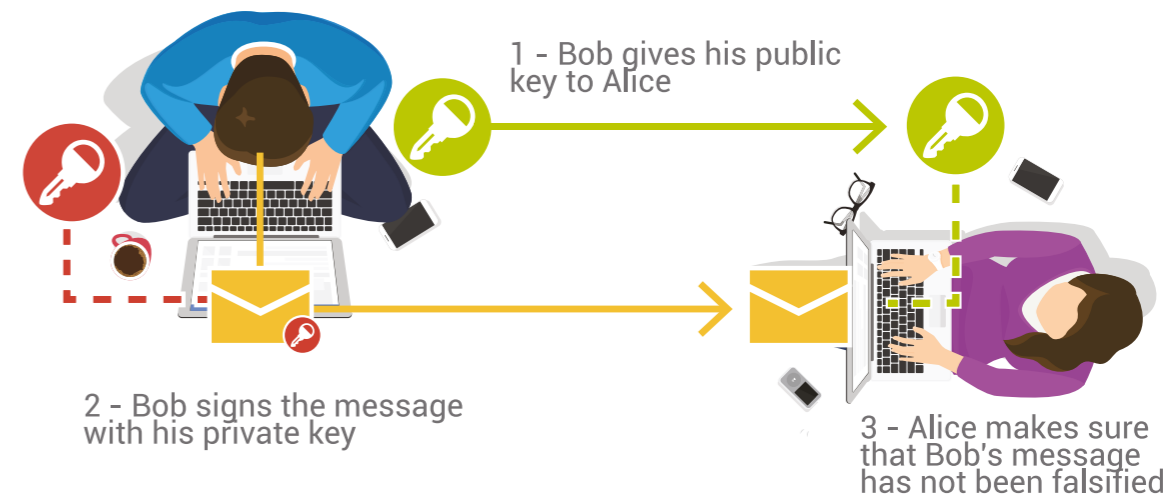 1 - Bob gives his public
key to Alice
2 - Bob signs the message
with his private key
3 - Alice makes sure
that Bob's message
has not been falsified